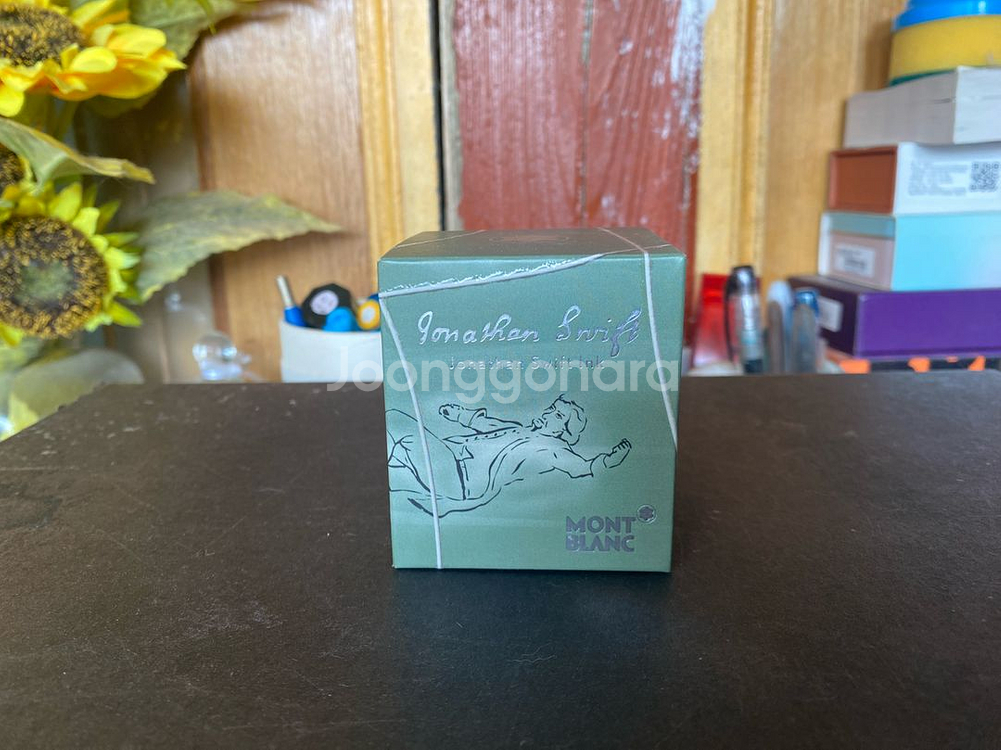 Jonathan Swift
Jonathan Swift Ink
Joonggonara
MONT
BLANC